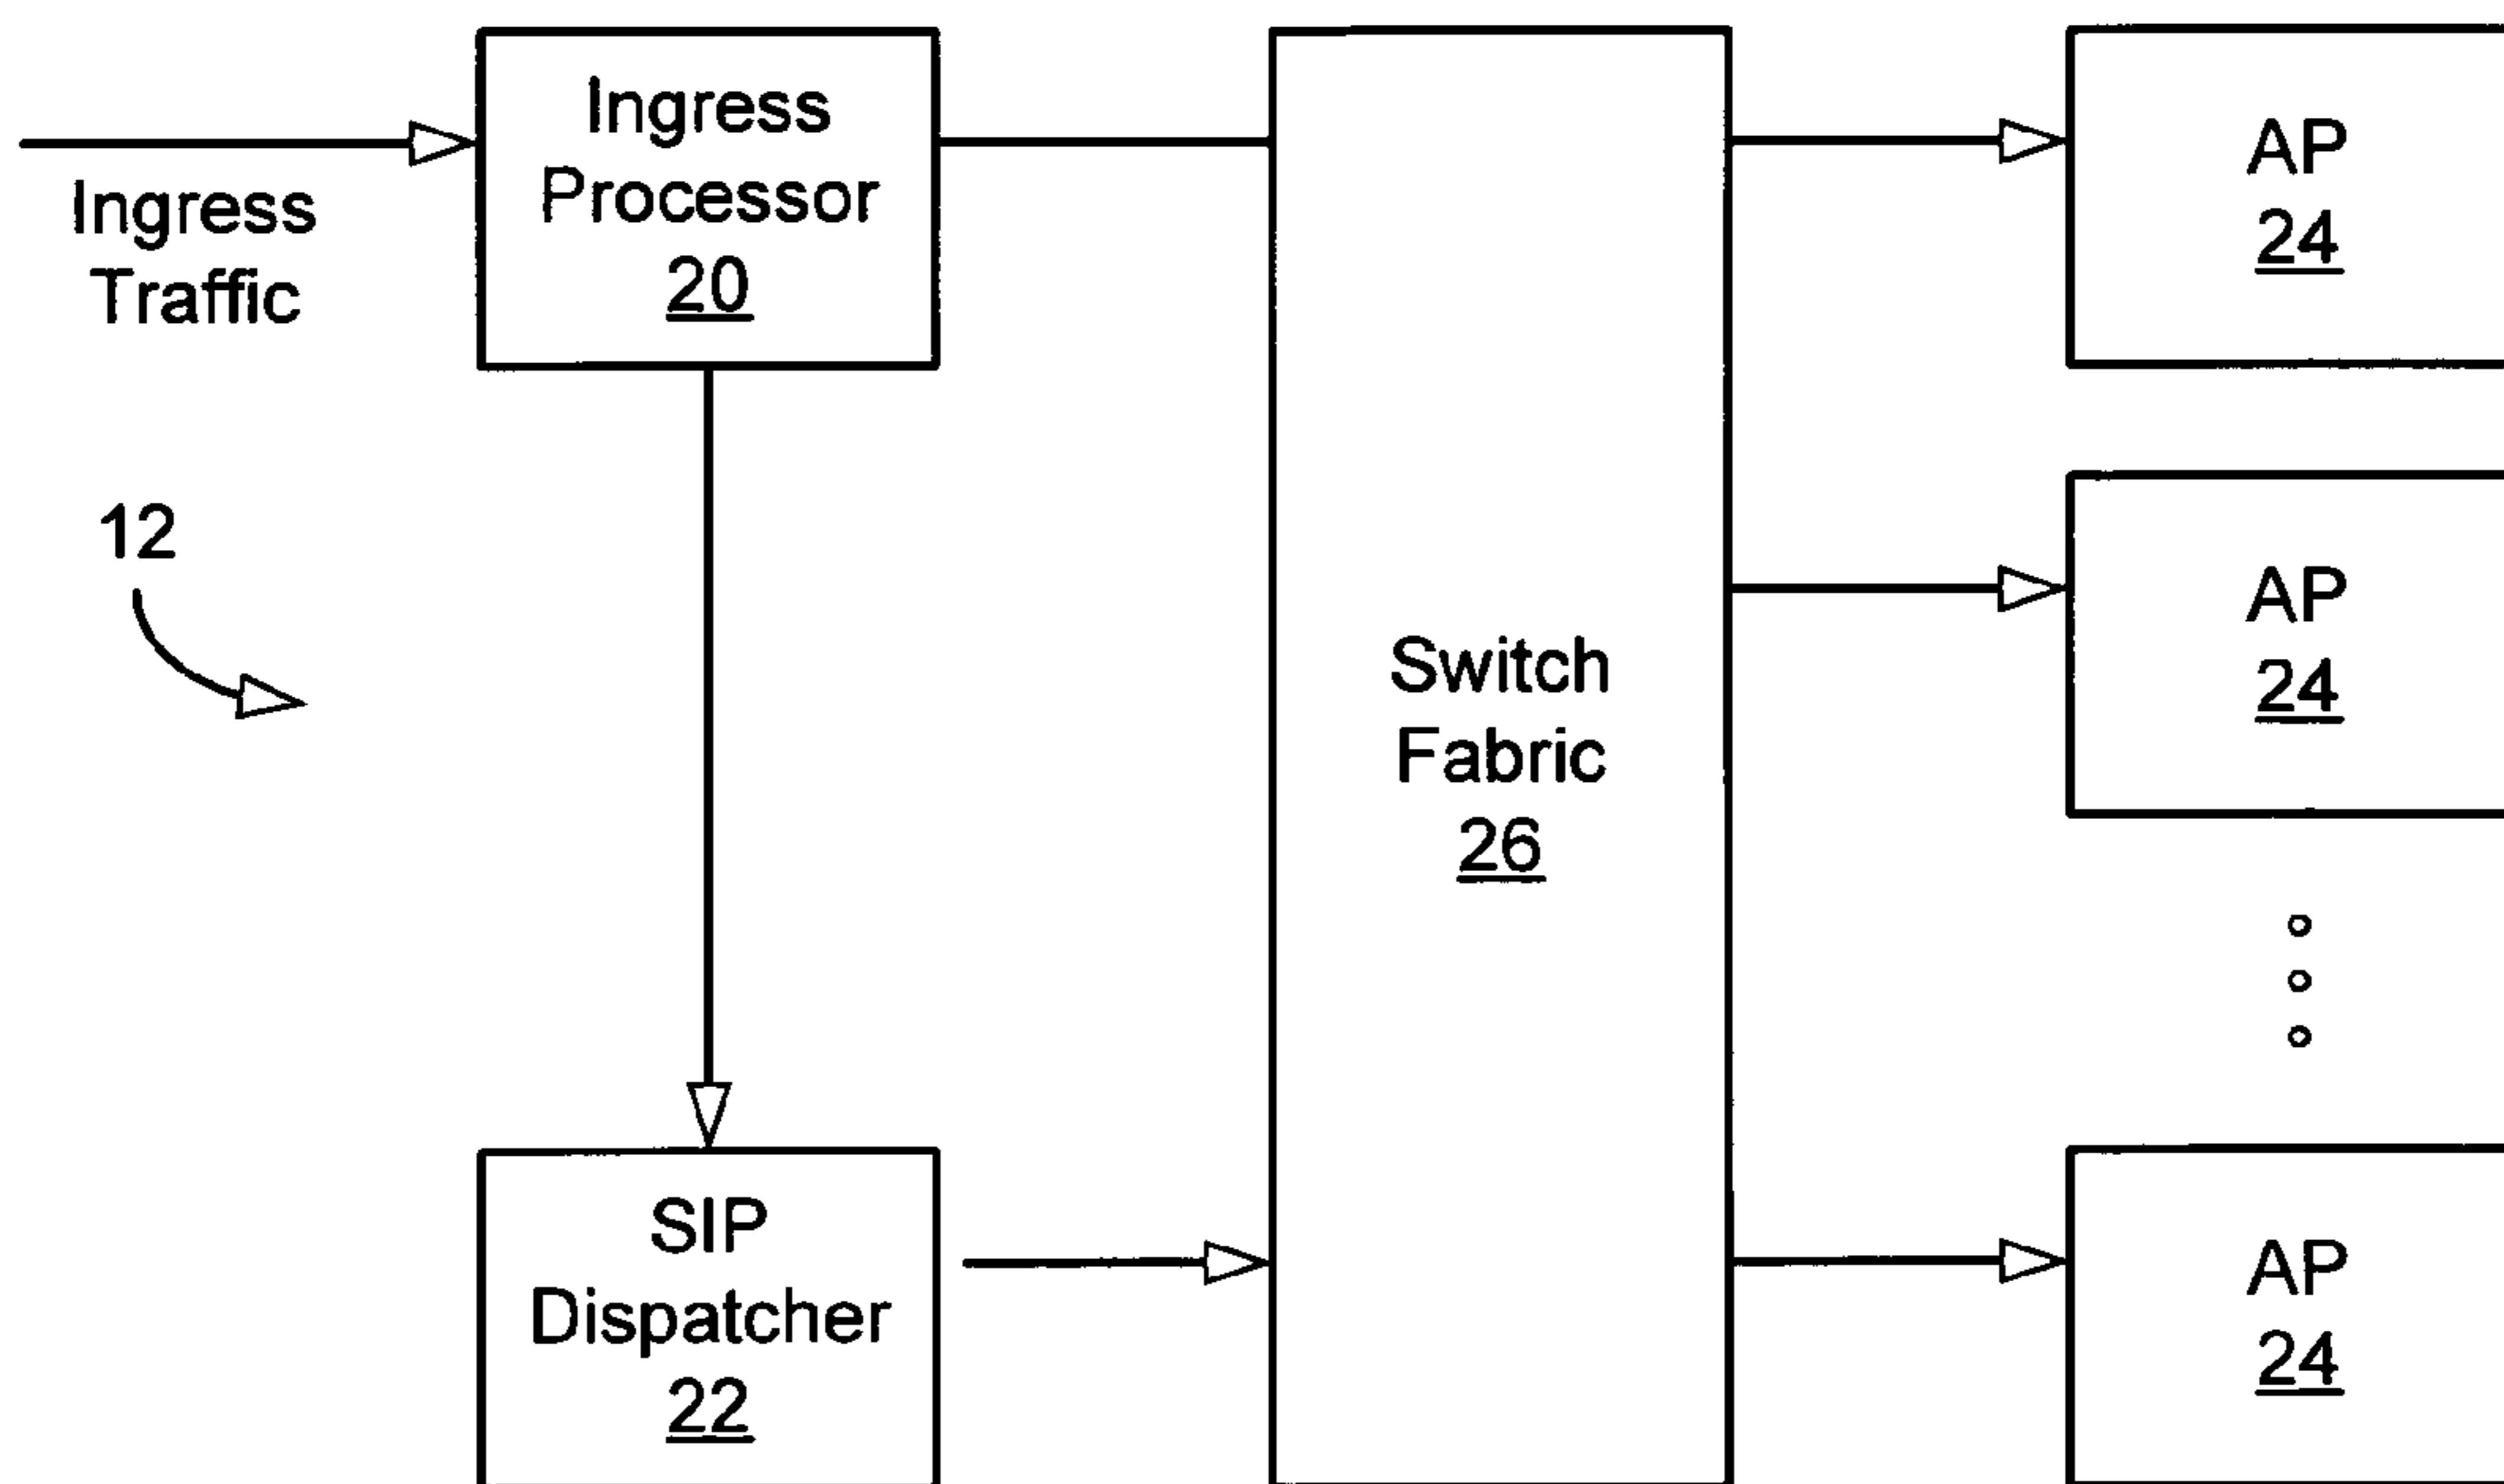 Ingress
Traffic
12
Ingress
Processor
20
SIP
Dispatcher
22
Switch
Fabric
26
AP
24
AP
24
AP
24